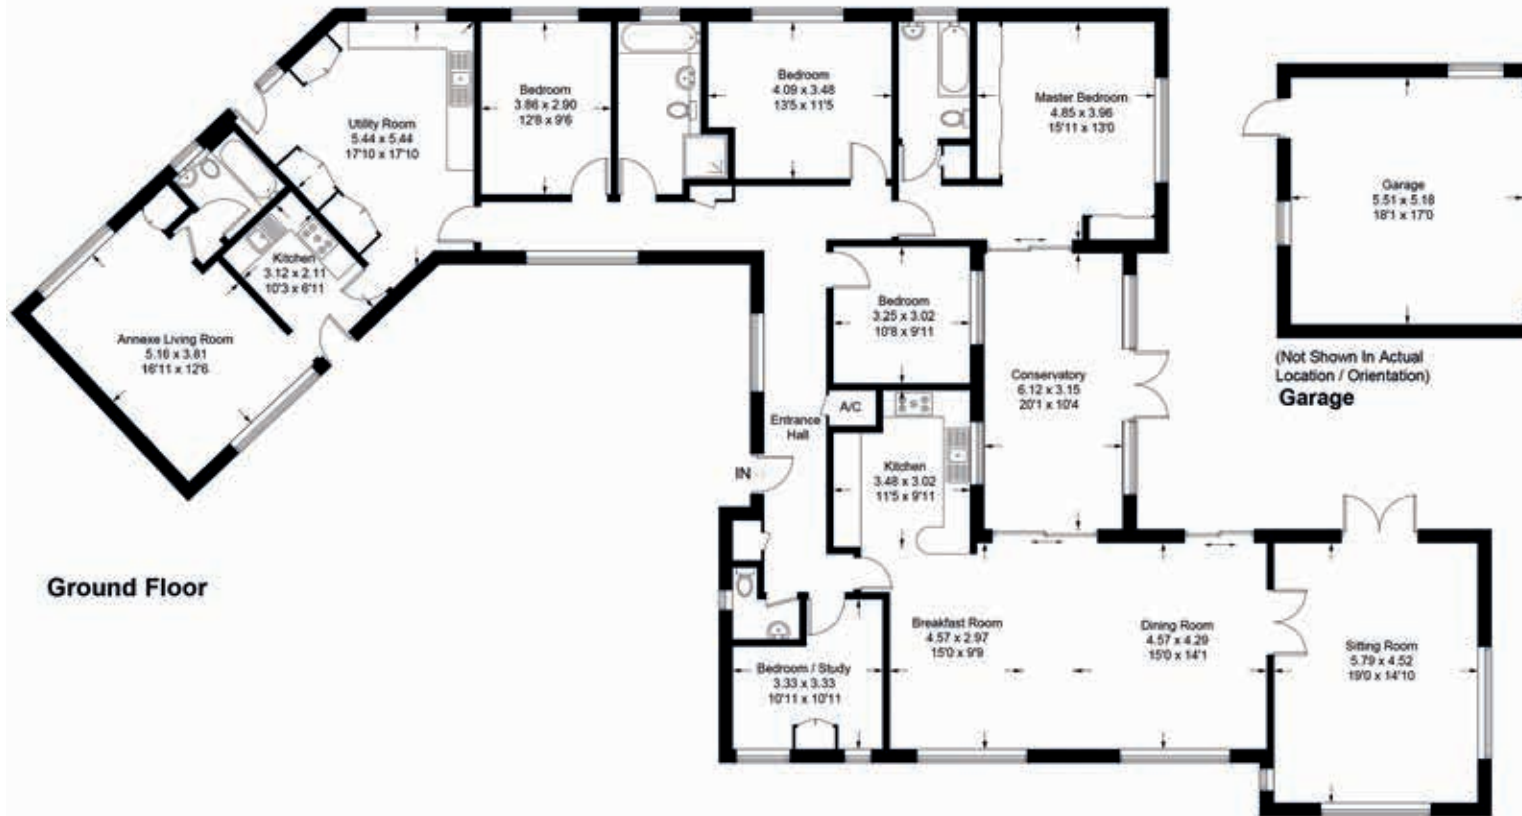 Utility Room
5.44 x 5.44
17'10 x 17'10
Bedroom
3.86 x 2.90
12'8 x 9'6
Bedroom
4.09 x 3.48
13'5 x 11'5
Master Bedroom
4.85 x 3.96
15'11 x 13'0
Garage
5.51 x 5.18
18'1 x 17'0
Kitchen
3.12 x 2.11
10'3 x 6'11
Annexe Living Room
5.16 x 3.81
16'11 x 12'6
Bedroom
3.25 x 3.02
10'8 x 9'11
Conservatory
6.12 x 3.15
20'1 x 10'4
(Not Shown In Actual
Location / Orientation)
Garage
A/C
Entrance
Hall
IN
Kitchen
3.48 x 3.02
11'5 x 9'11
Ground Floor
Breakfast Room
4.57 x 2.97
15'0 x 9'9
Dining Room
4.57 x 4.29
15'0 x 14'1
Sitting Room
5.79 x 4.52
19'0 x 14'10
Bedroom / Study
3.33 x 3.33
10'11 x 10'11